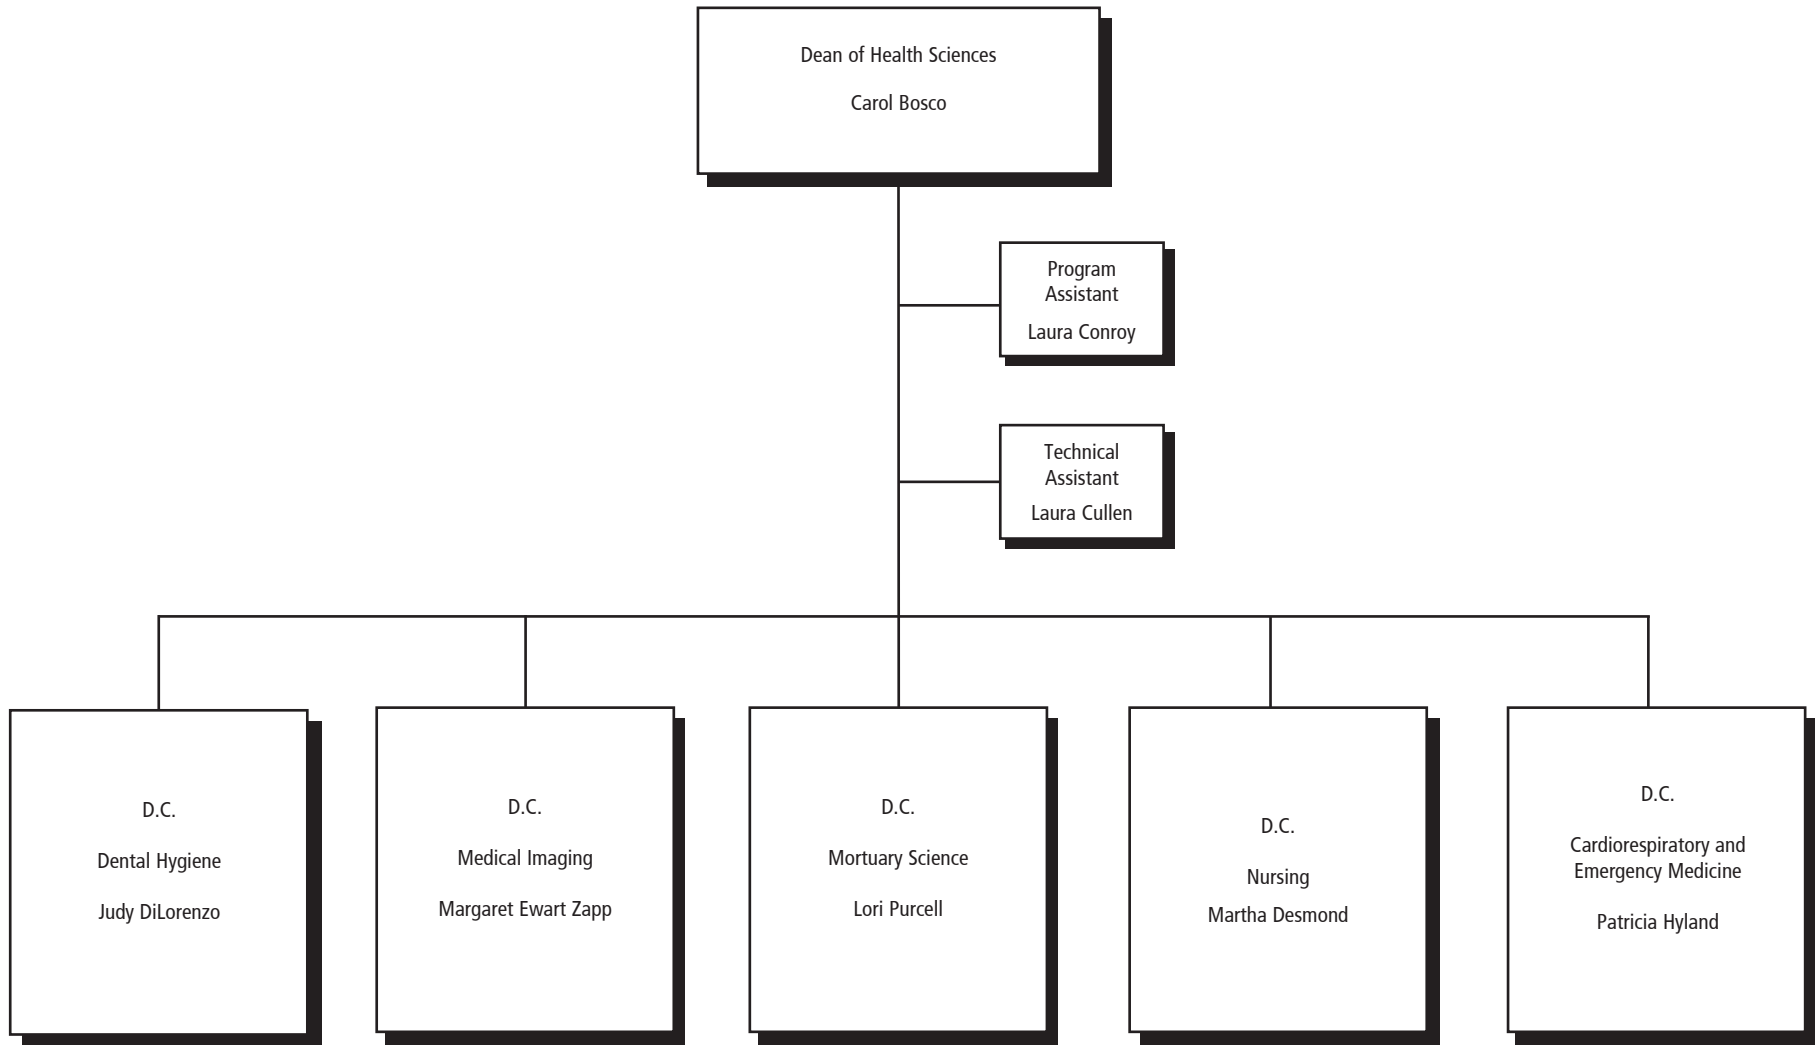 Dean of Health Sciences
Carol Bosco
Program
Assistant
Laura Conroy
Technical
Assistant
Laura Cullen
D.C.
Dental Hygiene
Judy DiLorenzo
D.C.
Medical Imaging
Margaret Ewart Zapp
D.C.
Mortuary Science
Lori Purcell
D.C.
Nursing
Martha Desmond
D.C.
Cardiorespiratory and
Emergency Medicine
Patricia Hyland